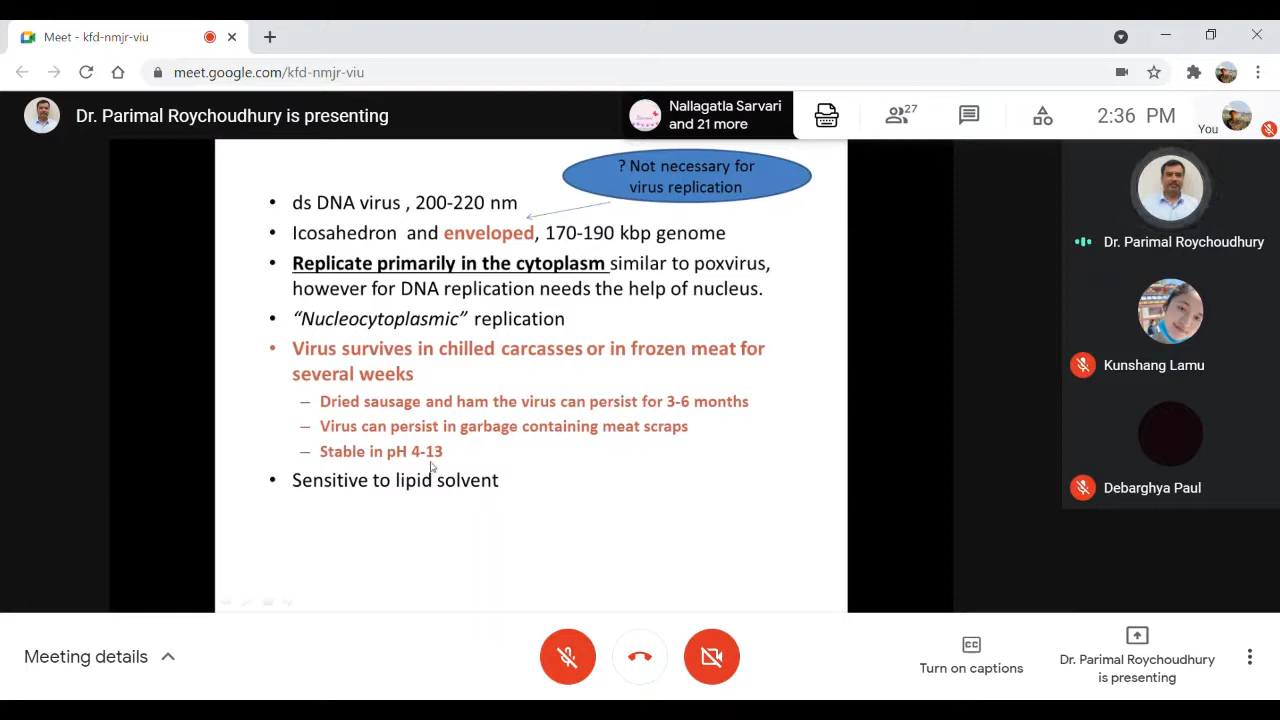 Meet - kfd-nmjr-viu
meet.google.com/kfd-nmjr-viu
Dr. Parimal Roychoudhury is presenting
Nallagatla Sarvari
and 21 more
27
2:36 PM
You
? Not necessary for
virus replication
• ds DNA virus , 200-220 nm
• Icosahedron and enveloped, 170-190 kbp genome
• Replicate primarily in the cytoplasm similar to poxvirus,
however for DNA replication needs the help of nucleus.
• “Nucleocytoplasmic” replication
• Virus survives in chilled carcasses or in frozen meat for
several weeks
– Dried sausage and ham the virus can persist for 3-6 months
– Virus can persist in garbage containing meat scraps
– Stable in pH 4-13
• Sensitive to lipid solvent
Dr. Parimal Roychoudhury
Kunshang Lamu
Debarghya Paul
Meeting details
CC
Turn on captions
Dr. Parimal Roychoudhury
is presenting